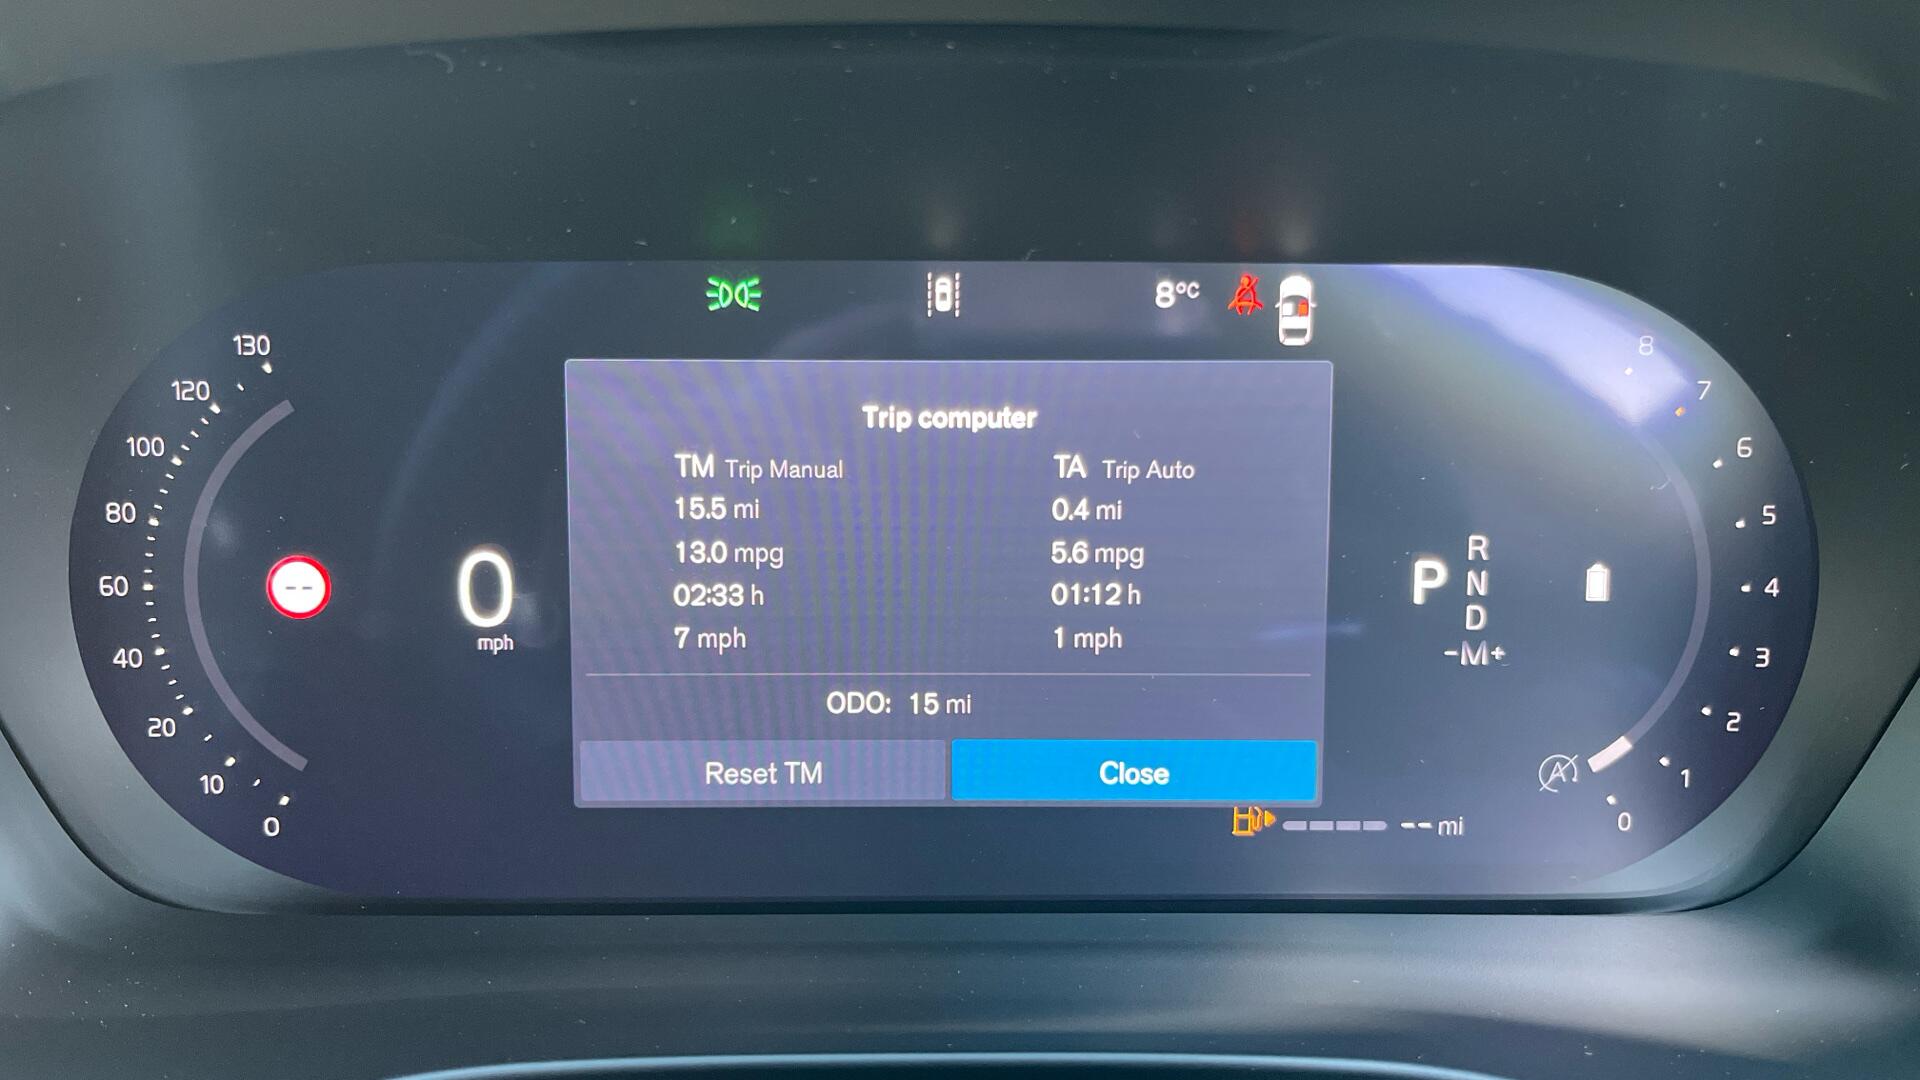 8°C
130
120
100
80
60
40
20
10
0
--
0
mph
Trip computer
TM Trip Manual
15.5 mi
13.0 mpg
02:33 h
7 mph
TA Trip Auto
0.4 mi
5.6 mpg
01:12 h
1 mph
ODO: 15 mi
Reset TM
Close
P
R
N
D
-M+
8
7
6
5
4
3
2
1
0
A
-- mi